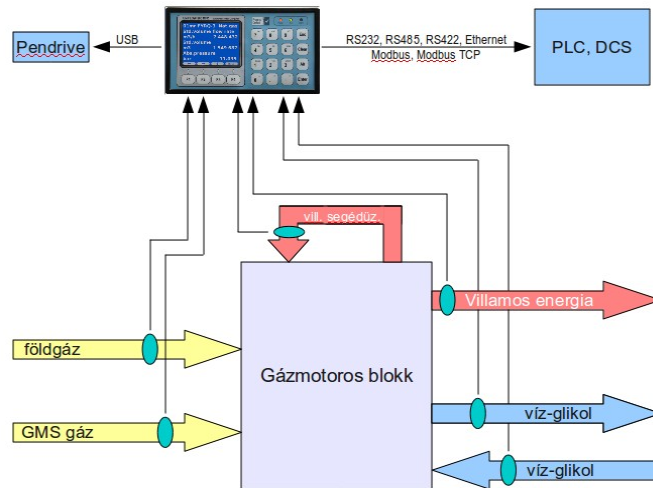 Pendrive
USB
RS232, RS485, RS422, Ethernet
Modbus, Modbus TCP
PLC, DCS
vill. segédüz.
Villamos energia
földgáz
Gázmotoros blokk
GMS gáz
víz-glikol
víz-glikol